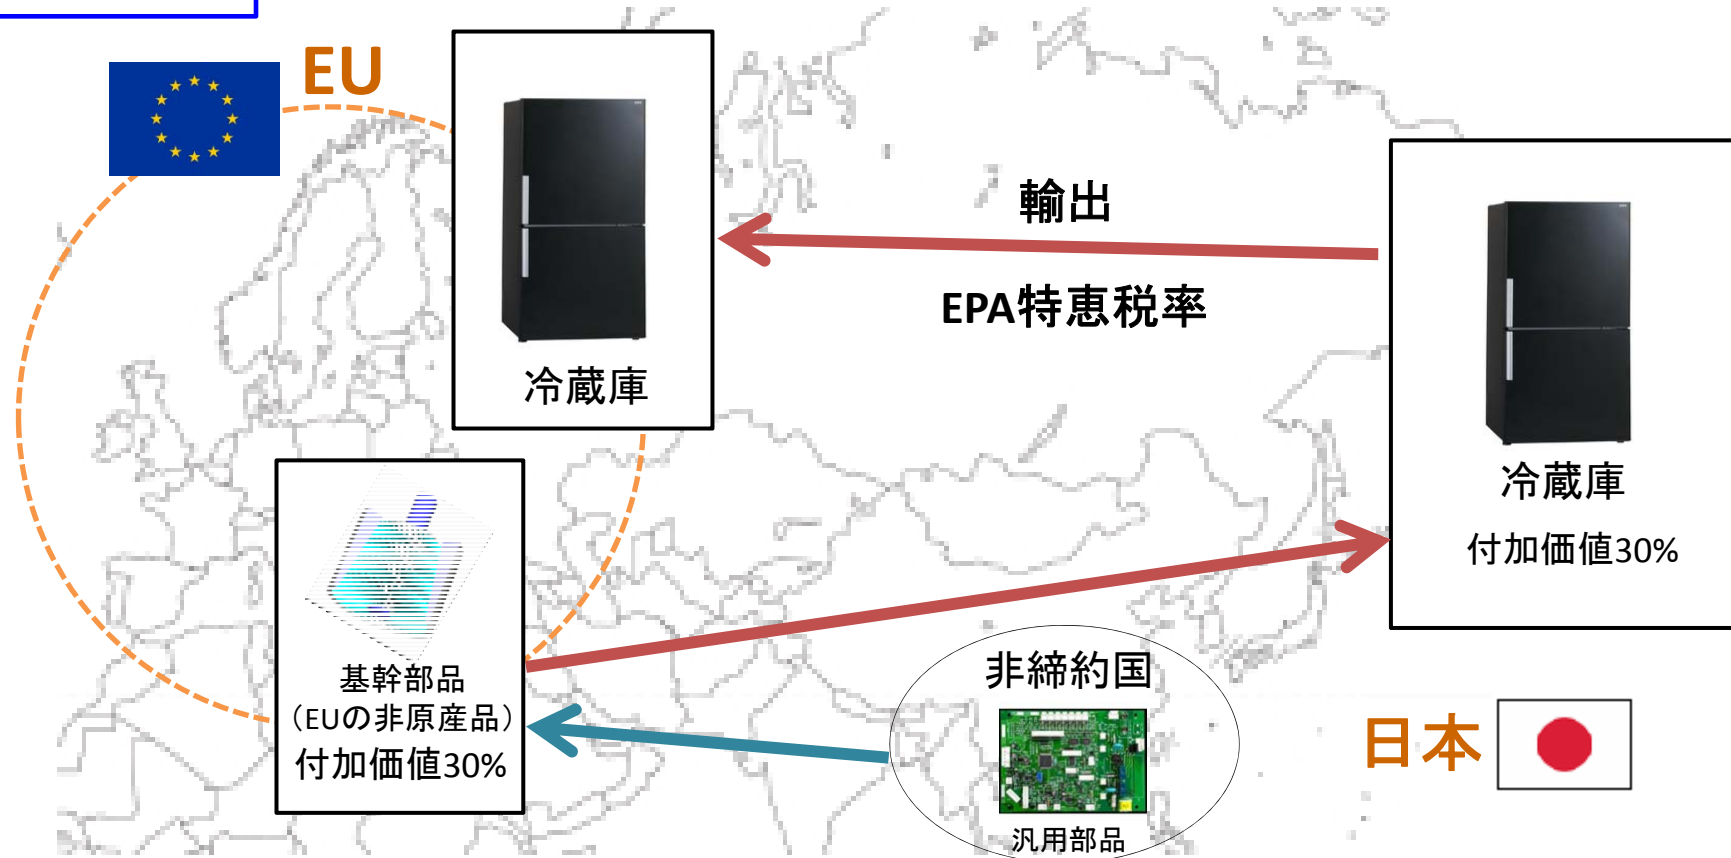 EU
冷蔵庫
輸出
EPA特恵税率
冷蔵庫
付加価値30%
基幹部品
（EUの非原産品）
付加価値30%
非締約国
汎用部品
日本